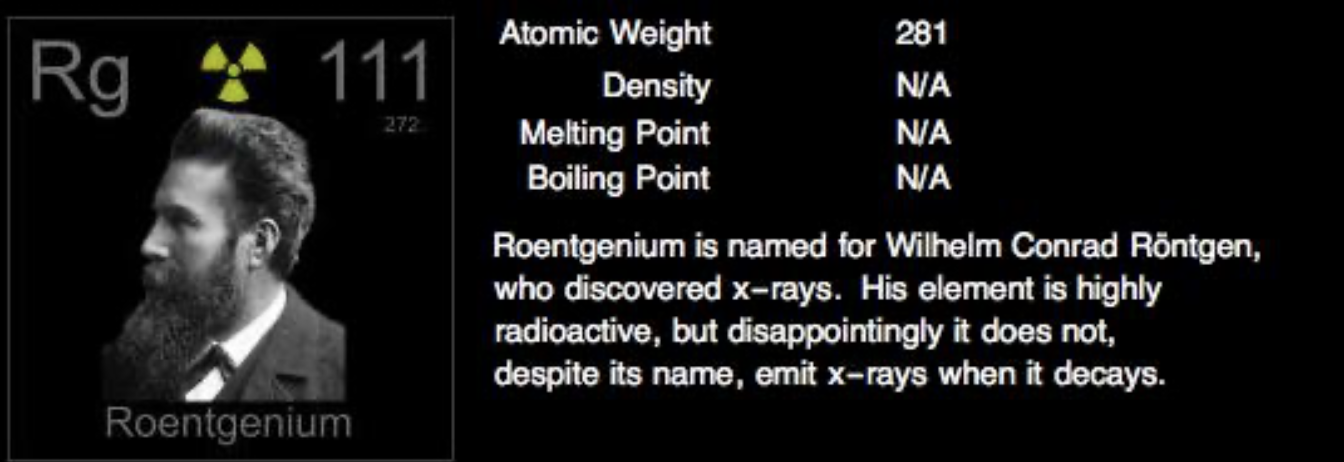 Rg 111
272
Roentgenium
Atomic Weight 281
Density N/A
Melting Point N/A
Boiling Point N/A
Roentgenium is named for Wilhelm Conrad Röntgen,
who discovered x–rays.  His element is highly
radioactive, but disappointingly it does not,
despite its name, emit x–rays when it decays.